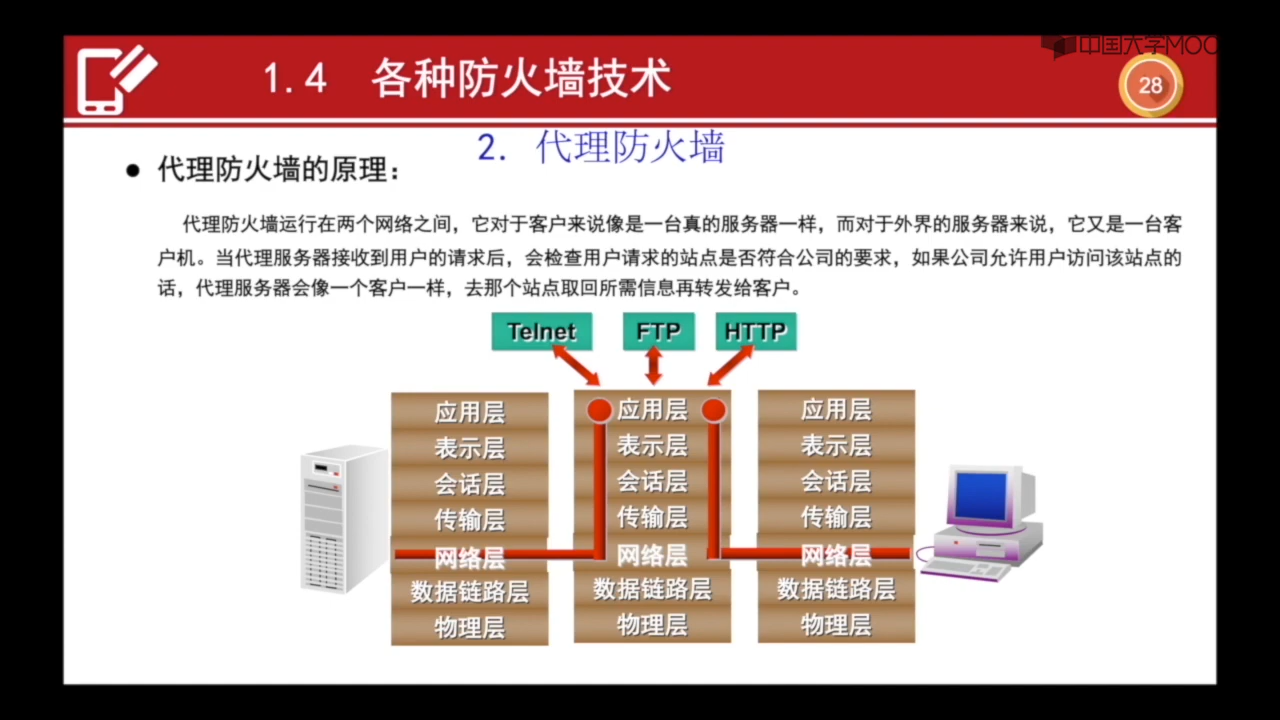 中国大学MOO
1.4 各种防火墙技术
28
2. 代理防火墙
● 代理防火墙的原理：
代理防火墙运行在两个网络之间，它对于客户来说像是一台真的服务器一样，而对于外界的服务器来说，它又是一台客
户机。当代理服务器接收到用户的请求后，会检查用户请求的站点是否符合公司的要求，如果公司允许用户访问该站点的
话，代理服务器会像一个客户一样，去那个站点取回所需信息再转发给客户。
Telnet FTP HTTP
应用层 应用层 应用层
表示层 表示层 表示层
会话层 会话层 会话层
传输层 传输层 传输层
网络层 网络层 网络层
数据链路层 数据链路层 数据链路层
物理层 物理层 物理层